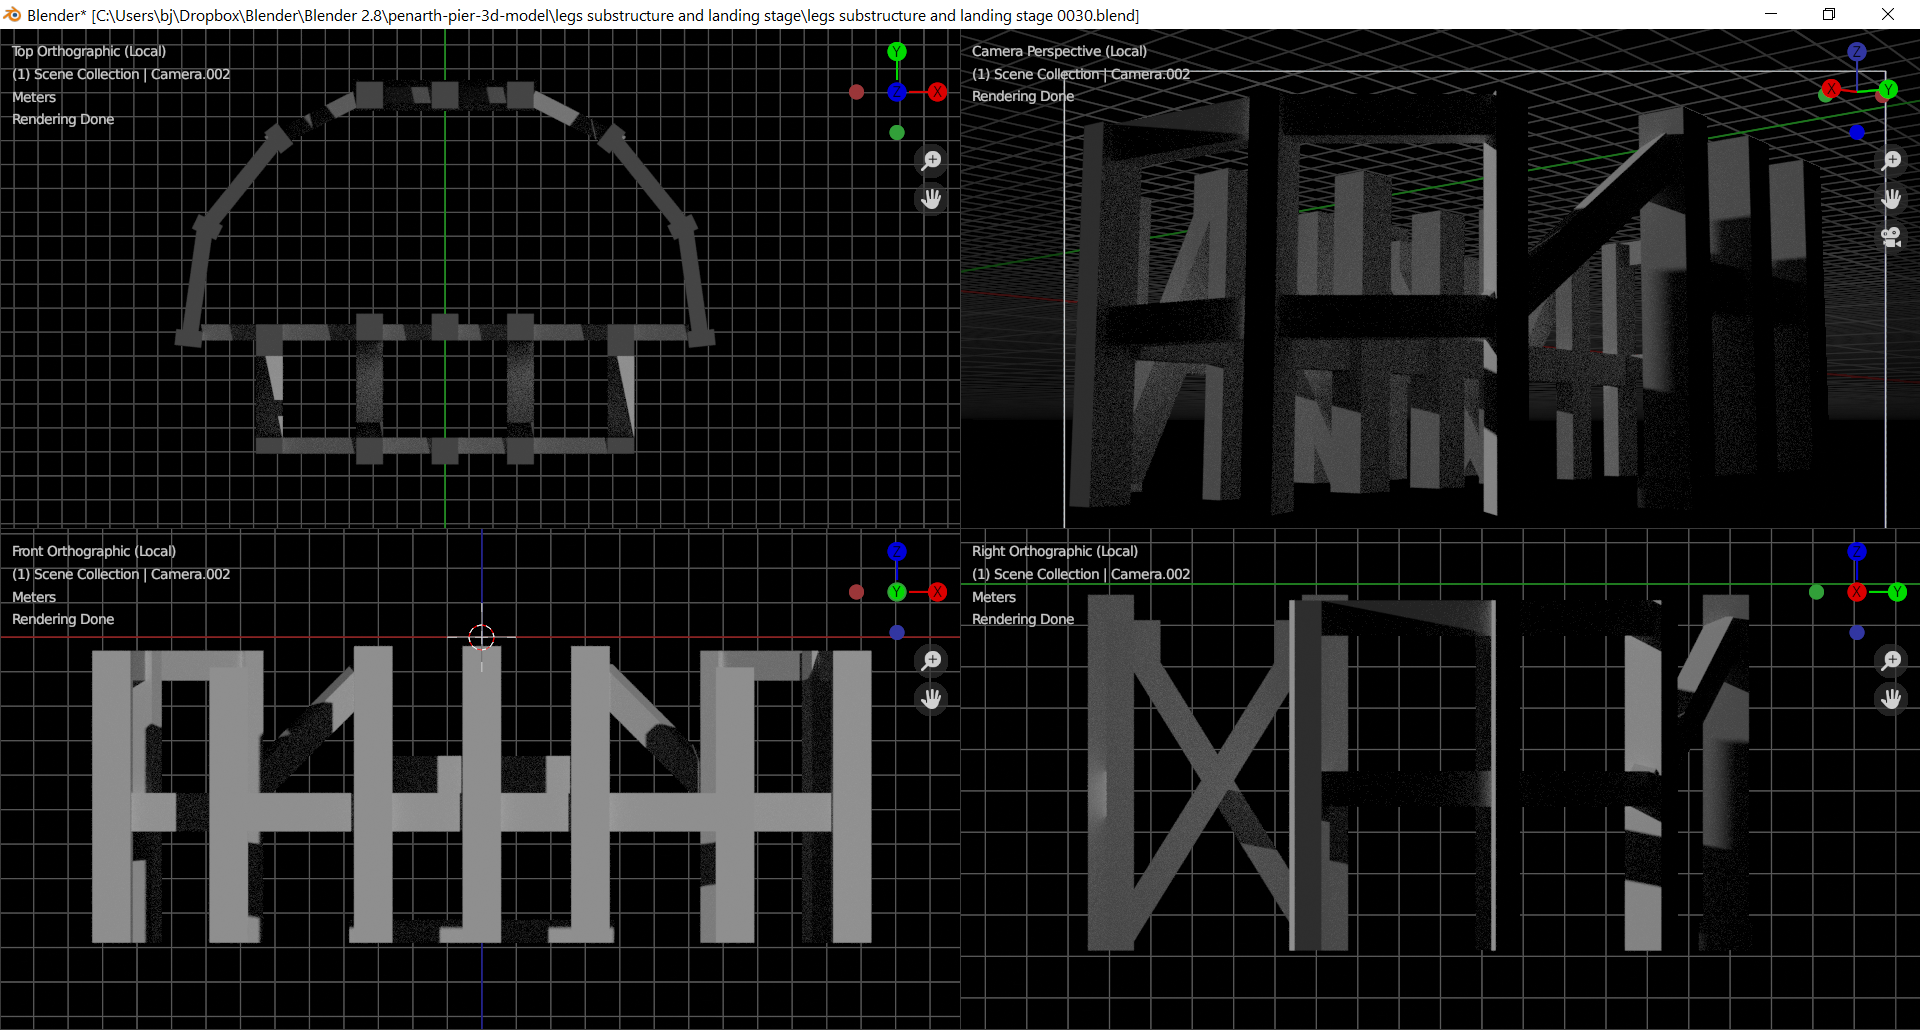 Blender* [C:\Users\bj\Dropbox\Blender\Blender 2.8\penarth-pier-3d-model\legs substructure and landing stage\legs substructure and landing stage 0030.blend]
Top Orthographic (Local)
(1) Scene Collection | Camera.002
Meters
Rendering Done
Y
Z
X
Camera Perspective (Local)
(1) Scene Collection | Camera.002
Rendering Done
Z
X
Y
Front Orthographic (Local)
(1) Scene Collection | Camera.002
Meters
Rendering Done
Z
Y
X
Right Orthographic (Local)
(1) Scene Collection | Camera.002
Meters
Rendering Done
Z
X
Y